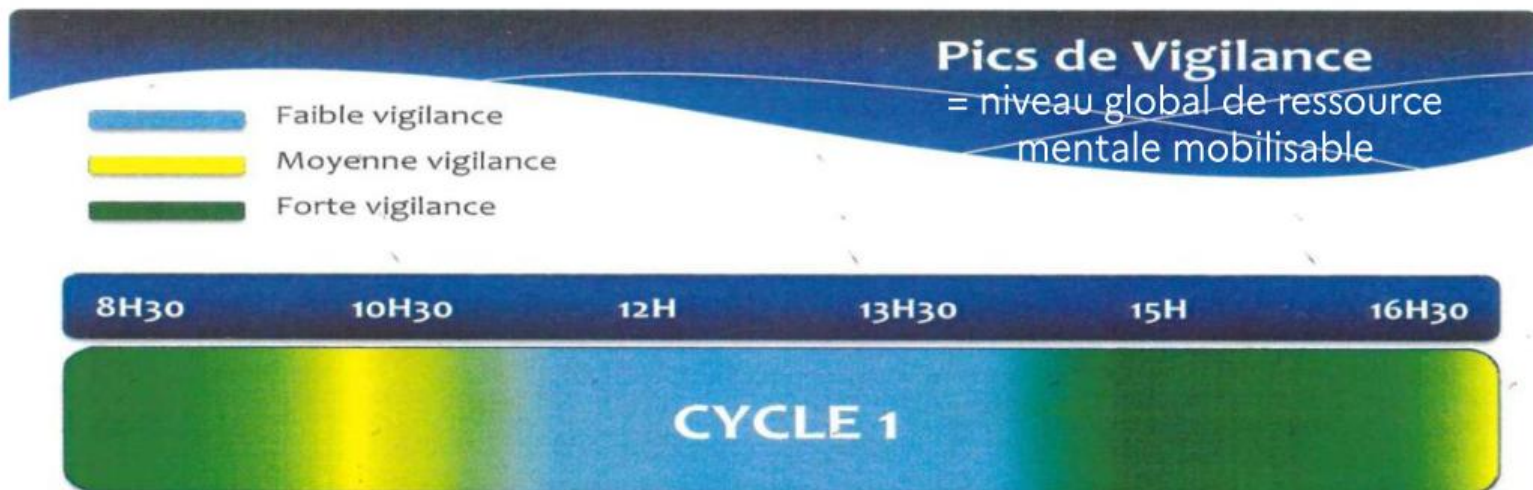 Pics de Vigilance
= niveau global de ressource
mentale mobilisable
Faible vigilance
Moyenne vigilance
Forte vigilance
8H30 10H30 12H 13H30 15H 16H30
CYCLE 1